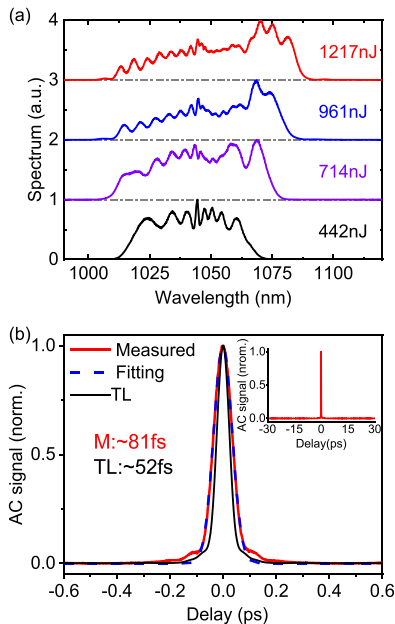 (a)
4
3
2
1
0
Spectrum (a.u.)
1217nJ
961nJ
714nJ
442nJ
1000 1025 1050 1075 1100
Wavelength (nm)
(b)
1.0
0.5
0.0
AC signal (norm.)
Measured
Fitting
TL
M:~81fs
TL:~52fs
AC signal (nrom.)
1.0
0.5
0.0
-30 -15 0 15 30
Delay(ps)
-0.6 -0.4 -0.2 0.0 0.2 0.4 0.6
Delay (ps)